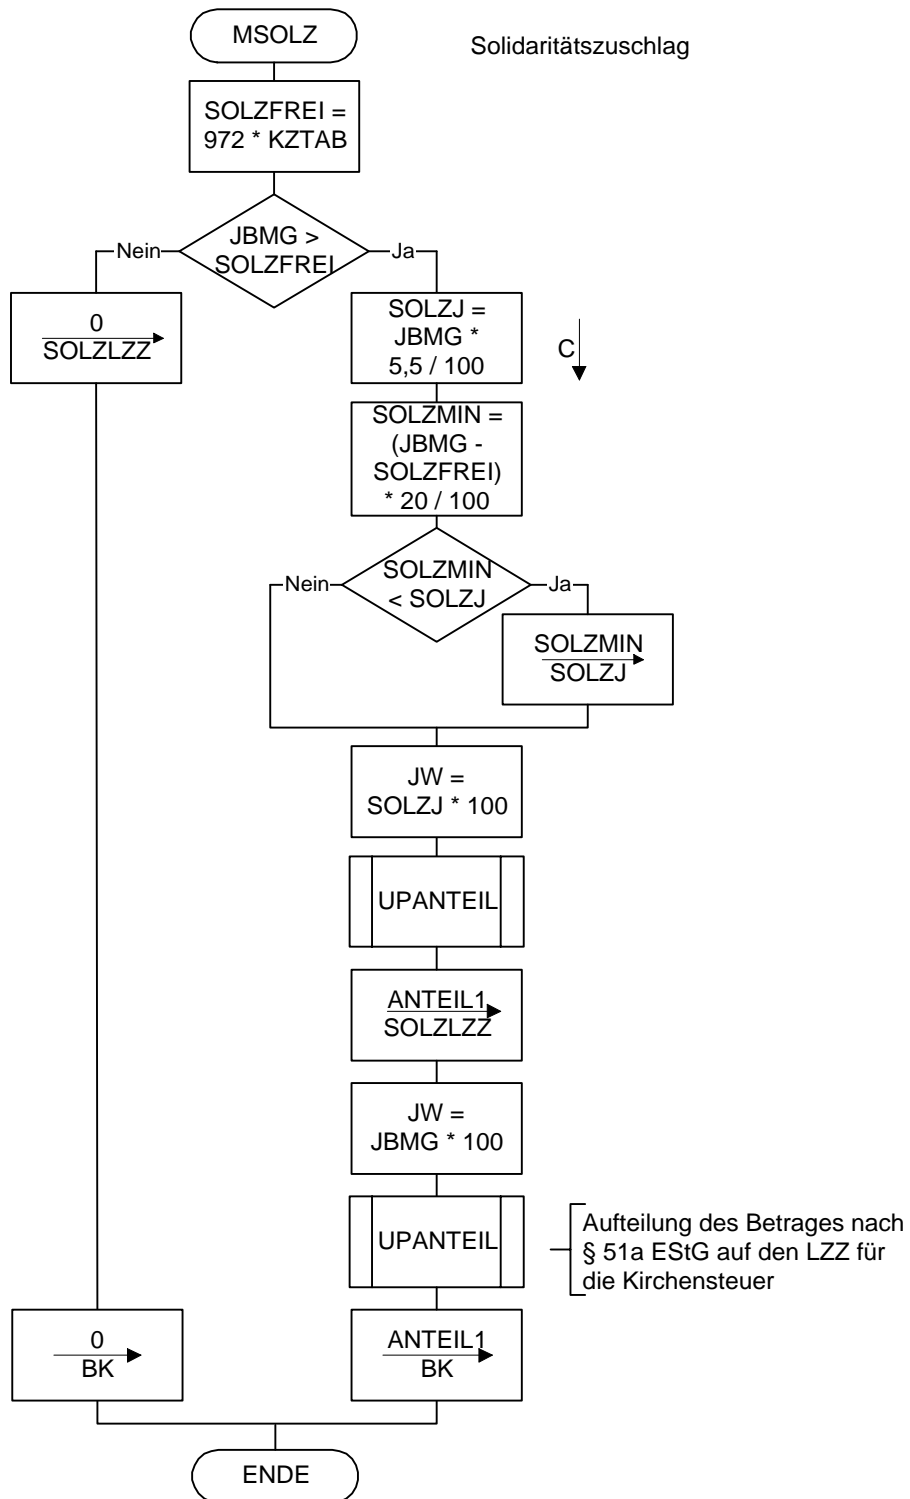 MSOLZ
Solidaritätszuschlag
SOLZFREI =
972 * KZTAB
JBMG >
SOLZFREI
Nein
Ja
0
SOLZLZZ
SOLZJ =
JBMG *
5,5 / 100
C
SOLZMIN =
(JBMG -
SOLZFREI)
* 20 / 100
SOLZMIN
< SOLZJ
Nein
Ja
SOLZMIN
SOLZJ
JW =
SOLZJ * 100
UPANTEIL
ANTEIL1
SOLZLZZ
JW =
JBMG * 100
UPANTEIL
Aufteilung des Betrages nach
§ 51a EStG auf den LZZ für
die Kirchensteuer
0
BK
ANTEIL1
BK
ENDE